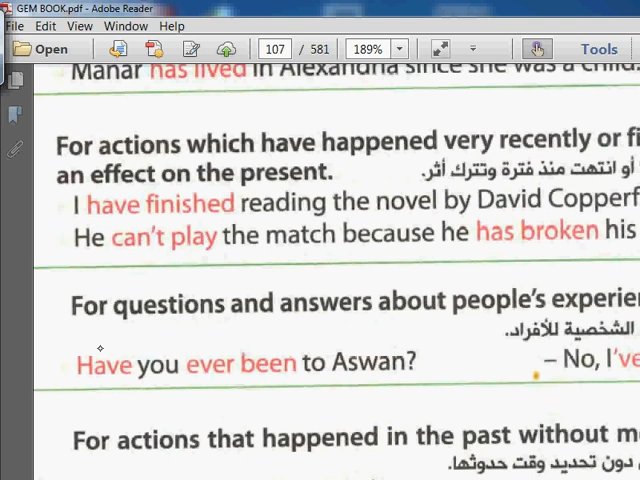 GEM BOOK.pdf - Adobe Reader
File Edit View Window Help
Open 107 / 581 189% Tools
Manar has lived in Alexandria since she was a child.
For actions which have happened very recently or fi
an effect on the present. أو انتهت منذ فترة وتترك أثر.
I have finished reading the novel by David Copperf
He can't play the match because he has broken his
For questions and answers about people's experie
الشخصية للأفراد.
Have you ever been to Aswan? – No, I've
For actions that happened in the past without m
دون تحديد وقت حدوثها.